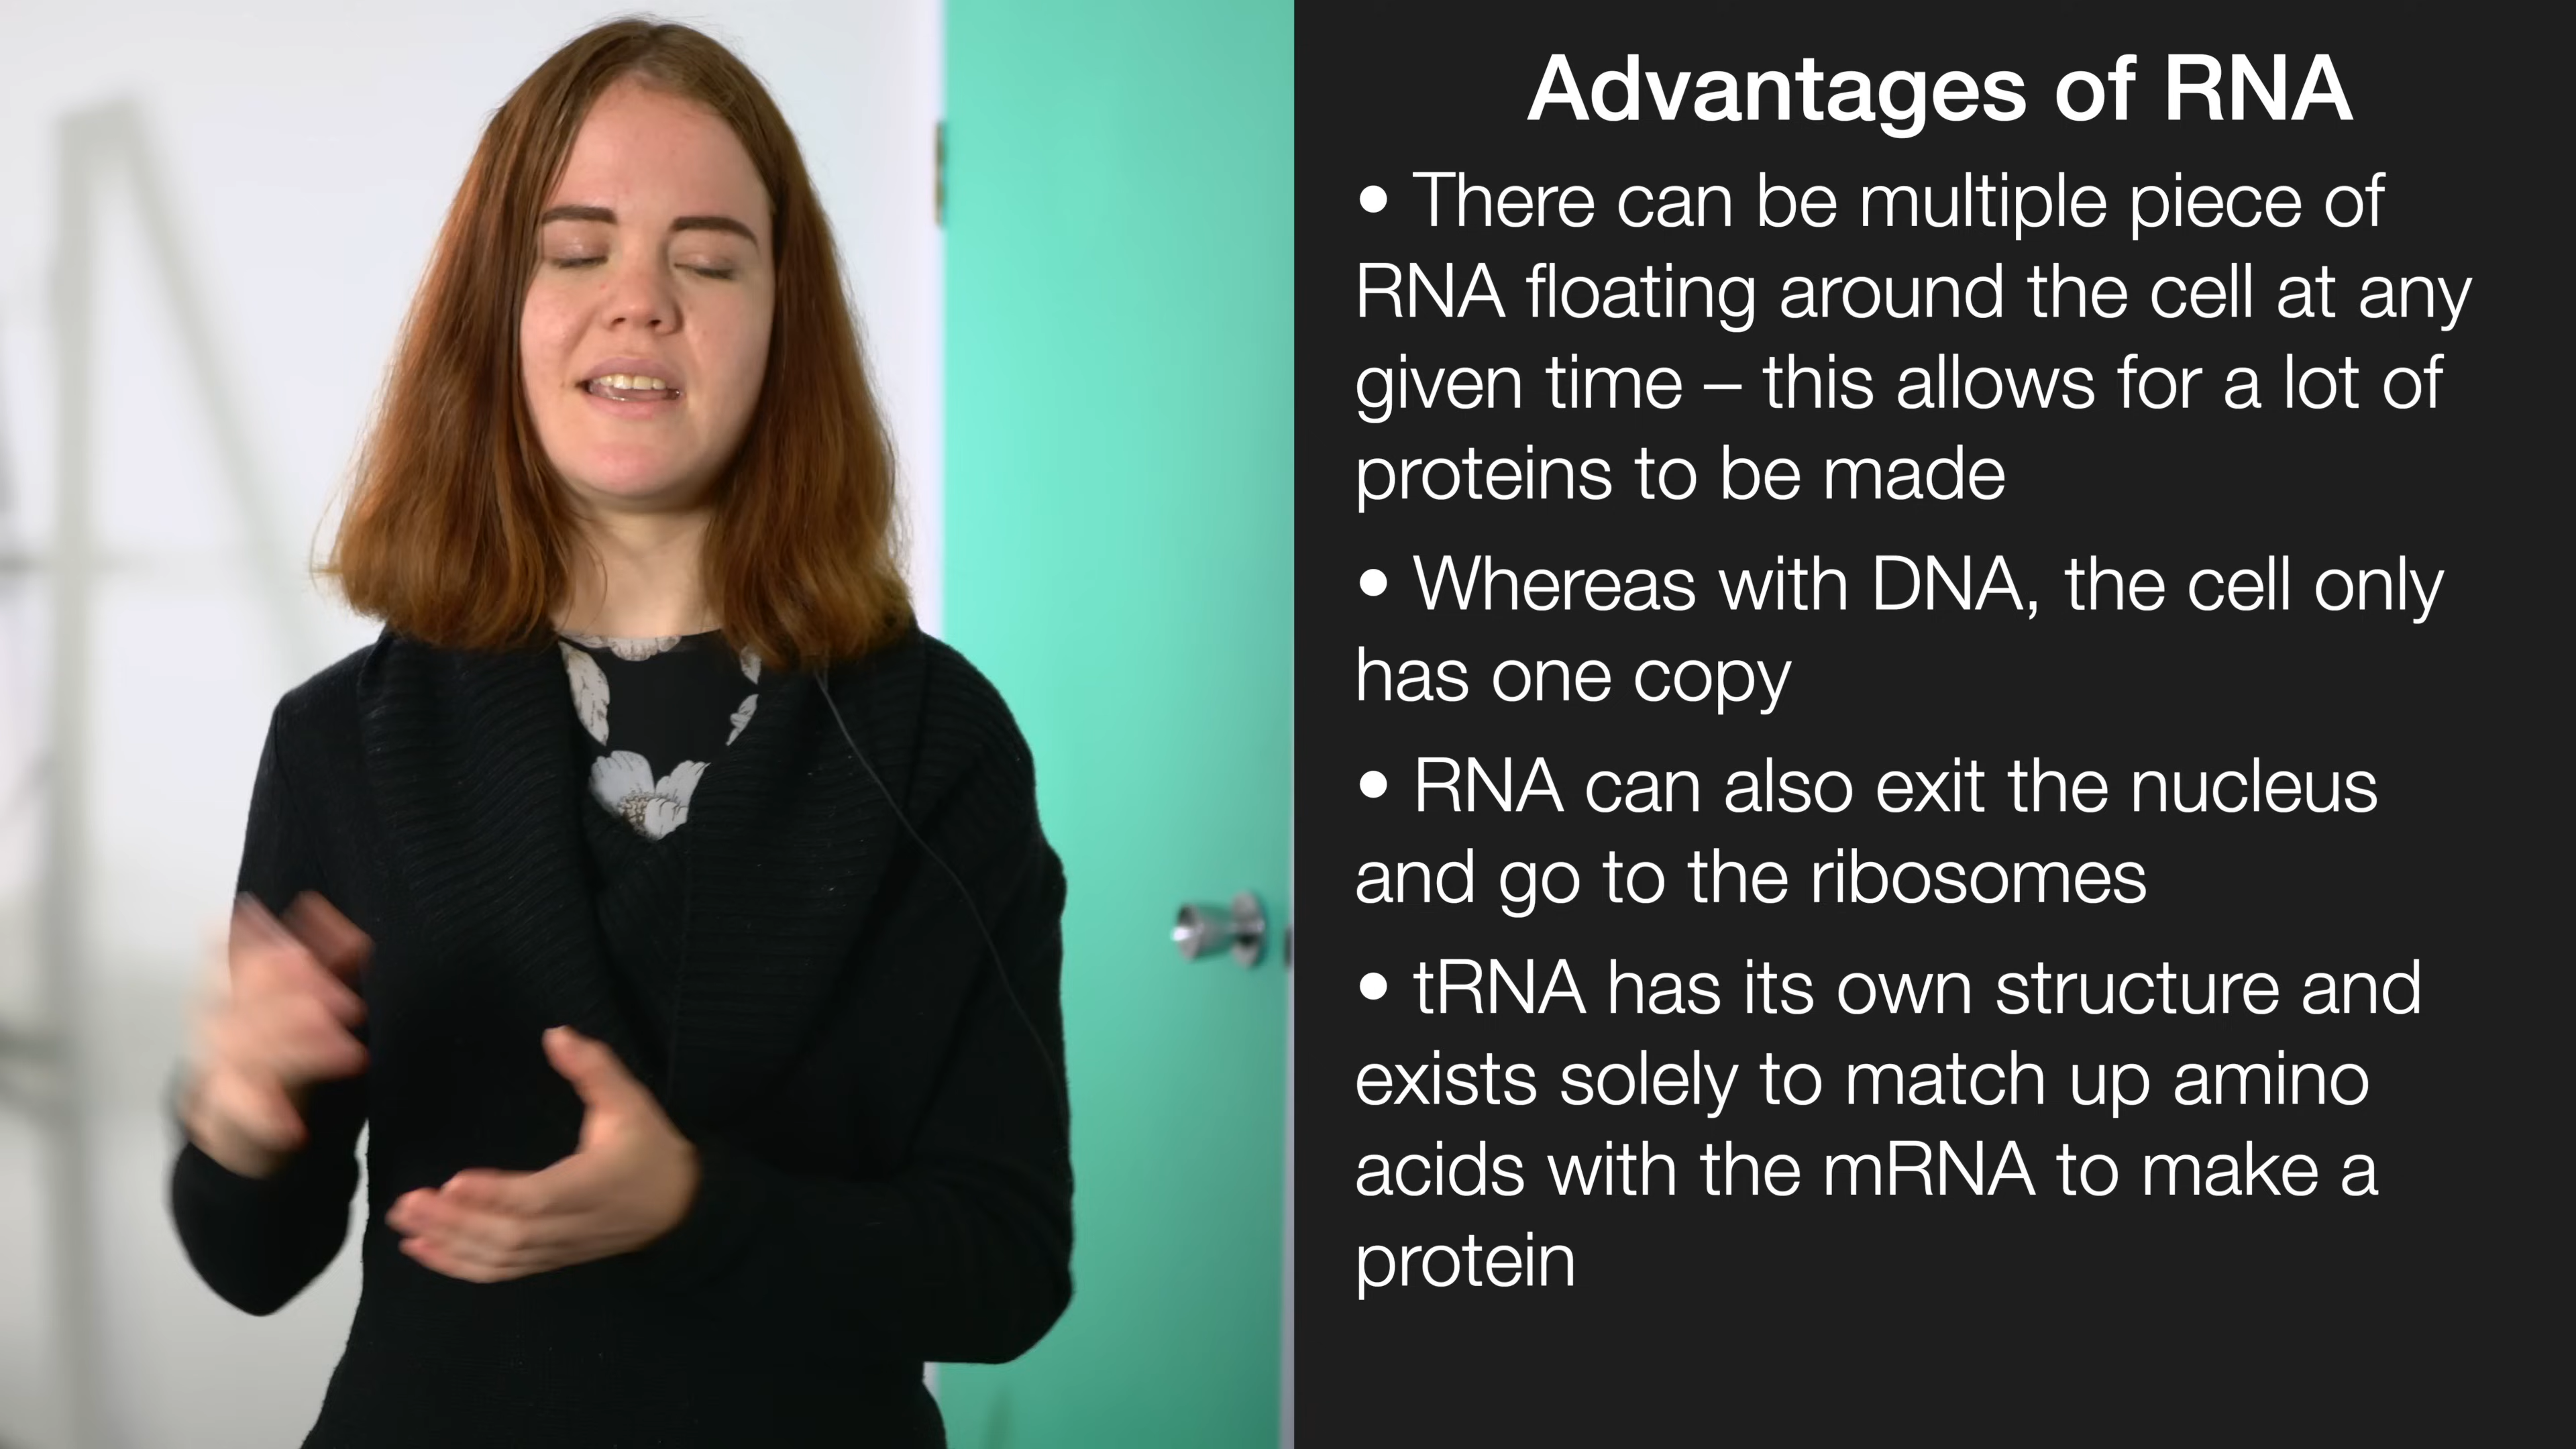 Advantages of RNA
• There can be multiple piece of
RNA floating around the cell at any
given time – this allows for a lot of
proteins to be made
• Whereas with DNA, the cell only
has one copy
• RNA can also exit the nucleus
and go to the ribosomes
• tRNA has its own structure and
exists solely to match up amino
acids with the mRNA to make a
protein